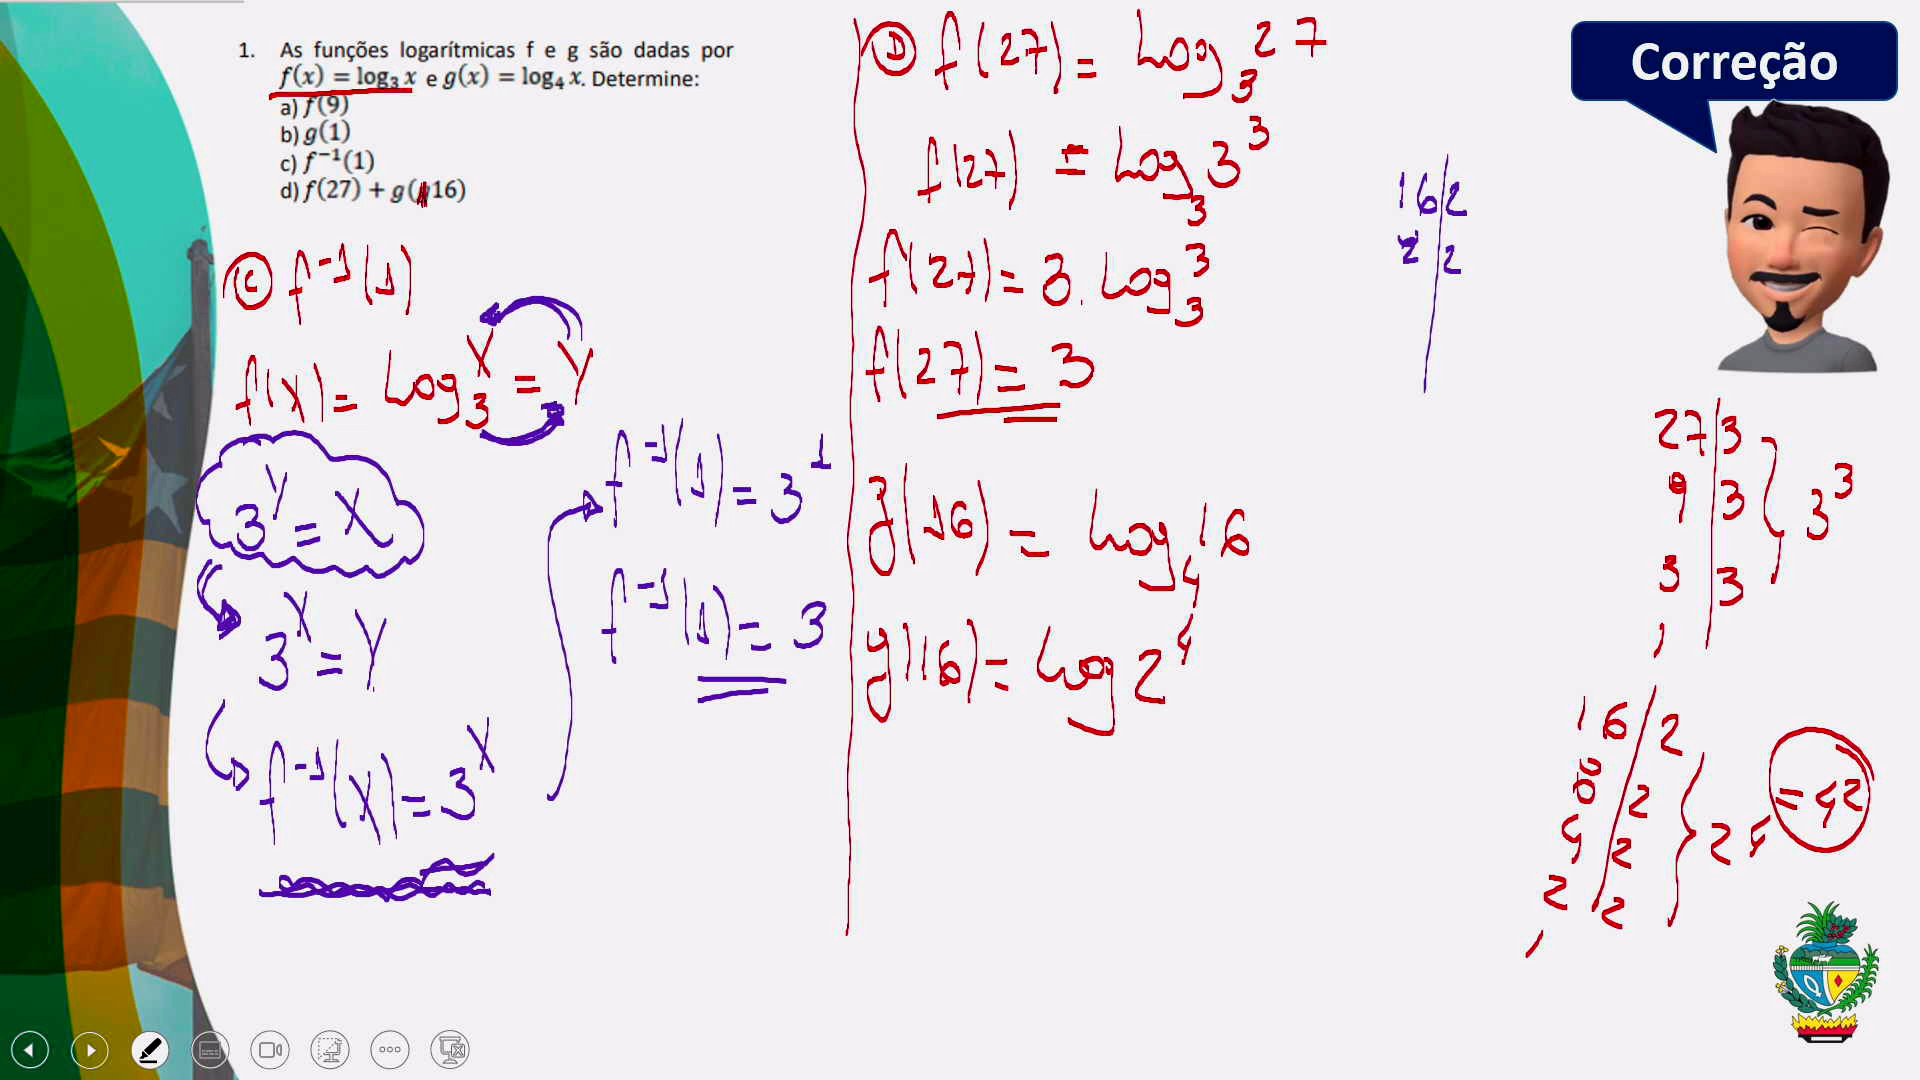 1. As funções logarítmicas f e g são dadas por
f(x) = log₃ x e g(x) = log₄ x. Determine:
a) f(9)
b) g(1)
c) f⁻¹(1)
d) f(27) + g(16)
Correção
C f⁻¹(1)
f(x) = log₃ x = y
3^y = x
3^x = y
f⁻¹(x) = 3^x
f⁻¹(1) = 3¹
f⁻¹(1) = 3
D f(27) = log₃ 27
f(27) = log₃ 3³
f(27) = 3 . log₃ 3
f(27) = 3
g(16) = log₄ 16
g(16) = log 2⁴
16 2
2 2
27 3
9 3
3 3
1
3³
16 2
8 2
4 2
2 2
1
2⁴ = 4²